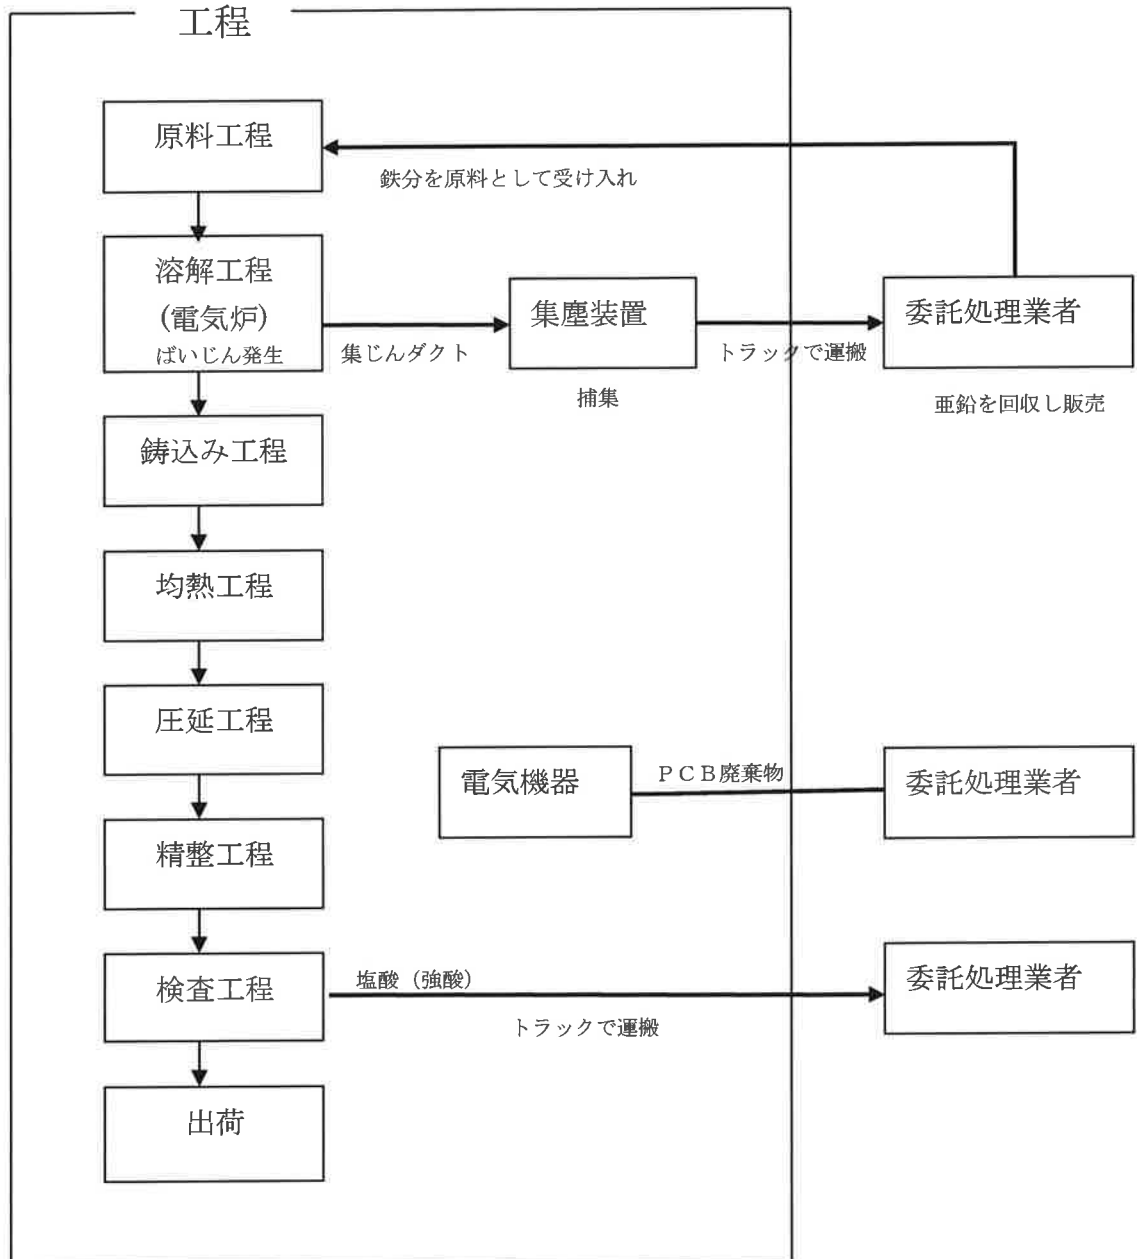 工程
原料工程
鉄分を原料として受け入れ
溶解工程
(電気炉)
ばいじん発生
集じんダクト
集塵装置
捕集
トラックで運搬
委託処理業者
亜鉛を回収し販売
鋳込み工程
均熱工程
圧延工程
電気機器
ＰＣＢ廃棄物
委託処理業者
精整工程
検査工程
塩酸（強酸）
トラックで運搬
委託処理業者
出荷